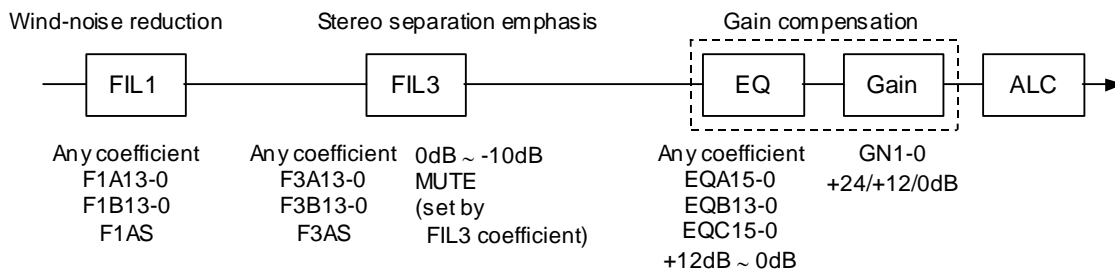 Wind-noise reduction
Stereo separation emphasis
Gain compensation
FIL1
FIL3
EQ
Gain
ALC
Any coefficient
F1A13-0
F1B13-0
F1AS
Any coefficient
F3A13-0
F3B13-0
F3AS
0dB ~ -10dB
MUTE
(set by
FIL3 coefficient)
Any coefficient
EQA15-0
EQB13-0
EQC15-0
+12dB ~ 0dB
GN1-0
+24/+12/0dB